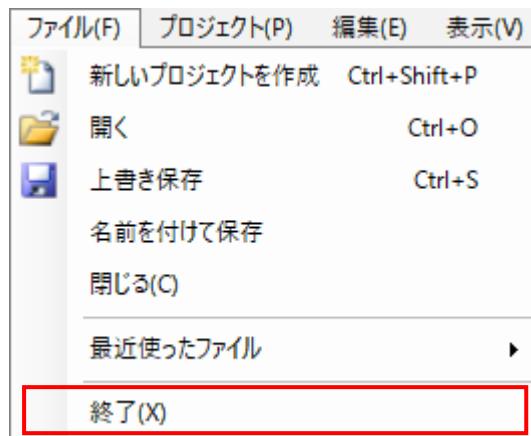 ファイル(F) プロジェクト(P) 編集(E) 表示(V)
新しいプロジェクトを作成 Ctrl+Shift+P
開く Ctrl+O
上書き保存 Ctrl+S
名前を付けて保存
閉じる(C)
最近使ったファイル
終了(X)